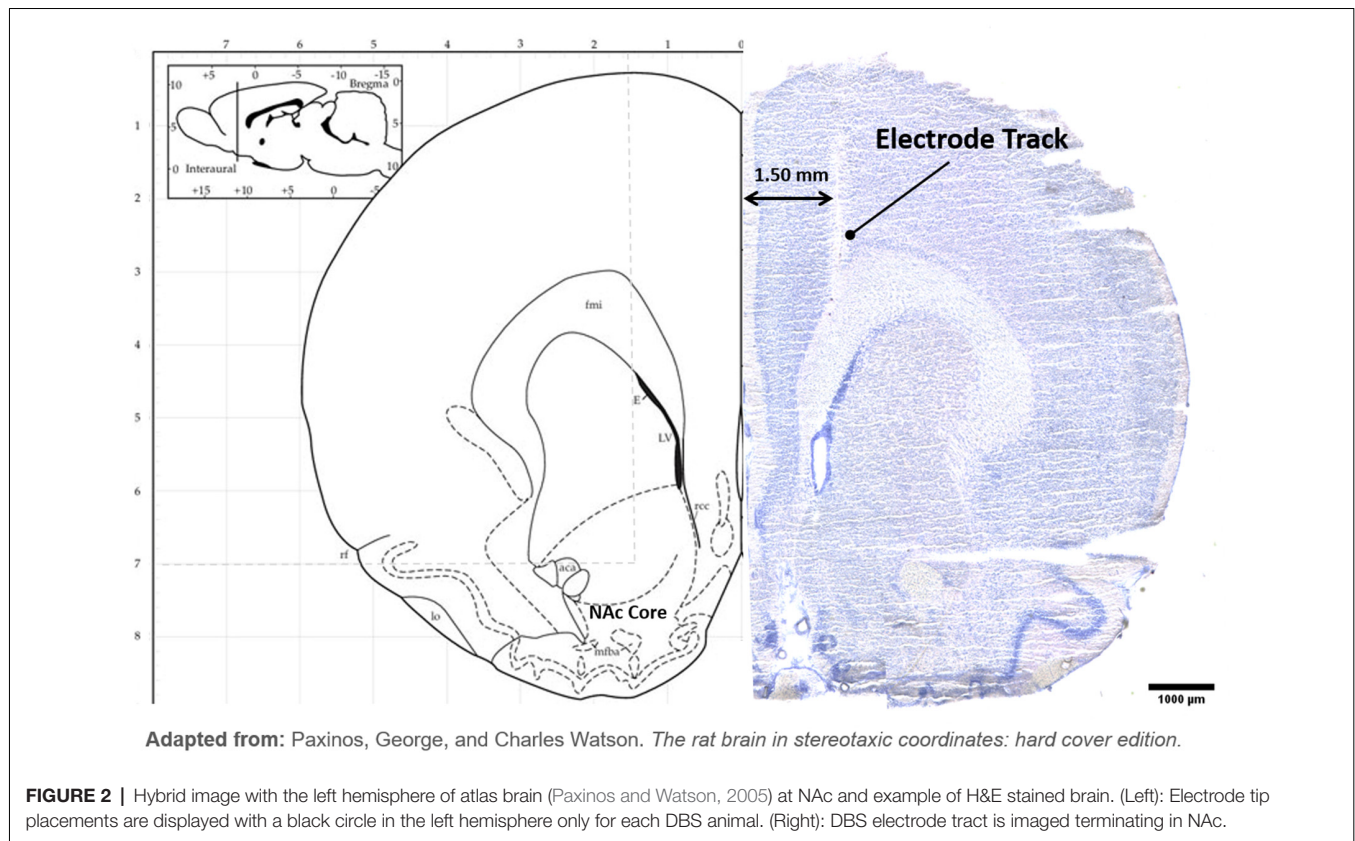 7 6 5 4 3 2 1 0
+5 0 -5 -10 -15
10 Bregma 0
5 5
0 Interaural 10
+15 +10 +5 0 -5
1
2
3
4
5
6
7
8
fmi
E
LV
rcc
rf
aca
lo
NAc Core
mfba
Electrode Track
1.50 mm
1000 µm
Adapted from: Paxinos, George, and Charles Watson. The rat brain in stereotaxic coordinates: hard cover edition.
FIGURE 2 | Hybrid image with the left hemisphere of atlas brain (Paxinos and Watson, 2005) at NAc and example of H&E stained brain. (Left): Electrode tip
placements are displayed with a black circle in the left hemisphere only for each DBS animal. (Right): DBS electrode tract is imaged terminating in NAc.